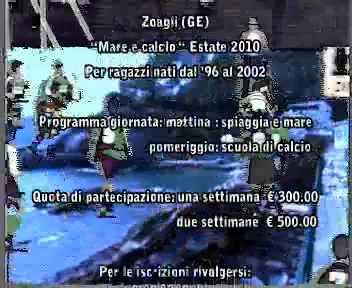 Zoagli (GE)
“Mare e calcio “ Estate 2010
Per ragazzi nati dal '96 al 2002
Programma giornata: mattina : spiaggia e mare
pomeriggio: scuola di calcio
Quota di partecipazione: una settimana € 300.00
due settimane € 500.00
Per le iscrizioni rivolgersi: